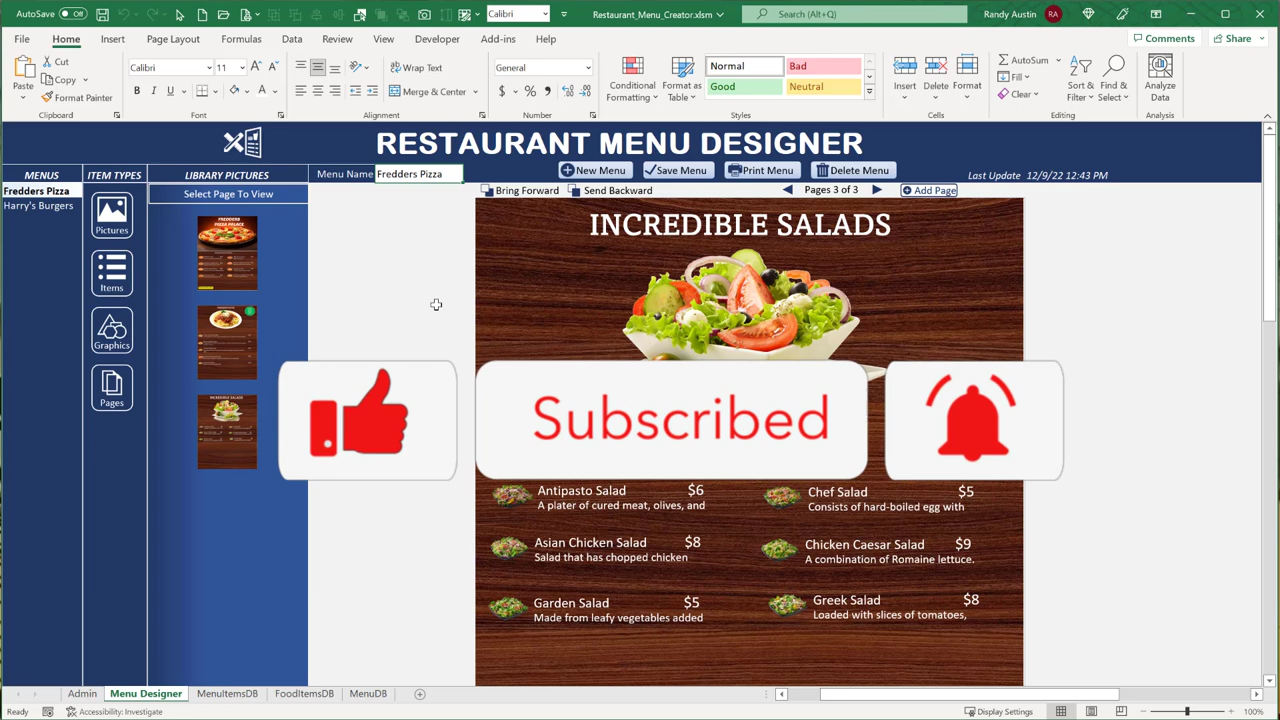 AutoSave Off
Calibri
Restaurant_Menu_Creator.xlsm
Search (Alt+Q)
Randy Austin RA
File Home Insert Page Layout Formulas Data Review View Developer Add-ins Help
Comments Share
Paste
Cut
Copy
Format Painter
Clipboard
Calibri 11
B I U
Font
Wrap Text
Merge & Center
Alignment
General
$ %
Number
Conditional Formatting
Format as Table
Normal Bad
Good Neutral
Styles
Insert Delete Format
Cells
AutoSum
Fill
Clear
Sort & Filter
Find & Select
Editing
Analyze Data
Analysis
RESTAURANT MENU DESIGNER
MENUS ITEM TYPES LIBRARY PICTURES
Menu Name Fredders Pizza
New Menu Save Menu Print Menu Delete Menu
Last Update 12/9/22 12:43 PM
Fredders Pizza
Harry's Burgers
Select Page To View
Bring Forward Send Backward
Pages 3 of 3
Add Page
Pictures
Items
Graphics
Pages
FREDDERS
PIZZA PALACE
INCREDIBLE SALADS
INCREDIBLE SALADS
Subscribed
Antipasto Salad $6
A plater of cured meat, olives, and
Chef Salad $5
Consists of hard-boiled egg with
Asian Chicken Salad $8
Salad that has chopped chicken
Chicken Caesar Salad $9
A combination of Romaine lettuce.
Garden Salad $5
Made from leafy vegetables added
Greek Salad $8
Loaded with slices of tomatoes,
Admin Menu Designer MenuItemsDB FoodItemsDB MenuDB
Ready
Accessibility: Investigate
Display Settings
100%